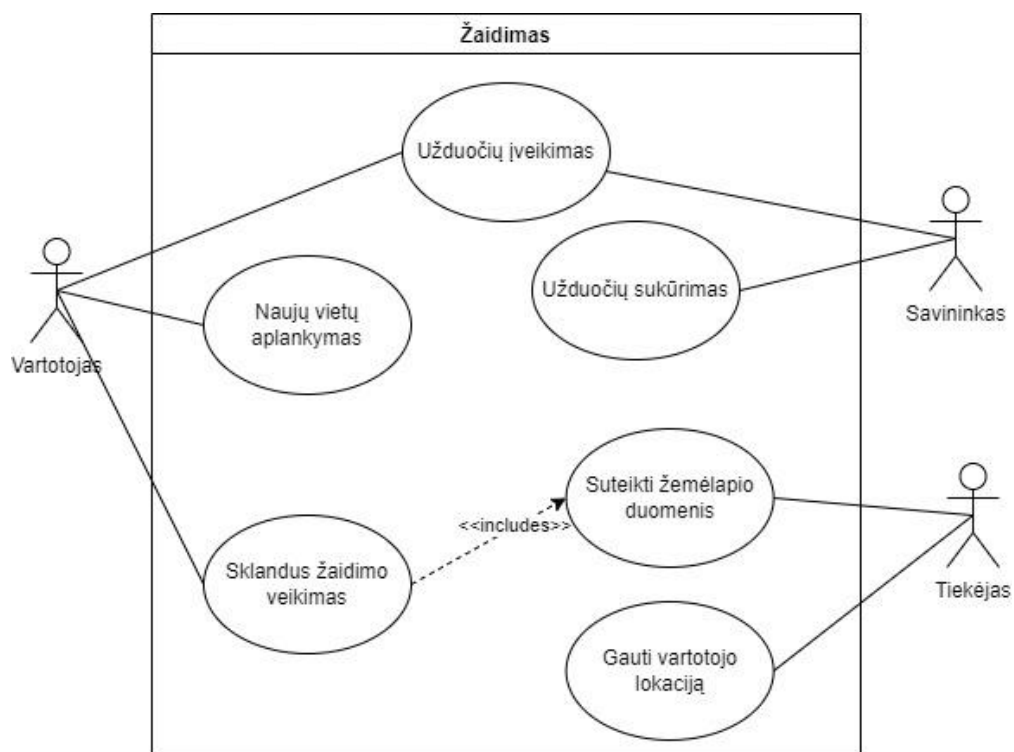 Žaidimas
Užduočių įveikimas
Užduočių sukūrimas
Savininkas
Naujų vietų
aplankymas
Vartotojas
Suteikti žemėlapio
duomenis
<<includes>>
Sklandus žaidimo
veikimas
Tiekėjas
Gauti vartotojo
lokaciją